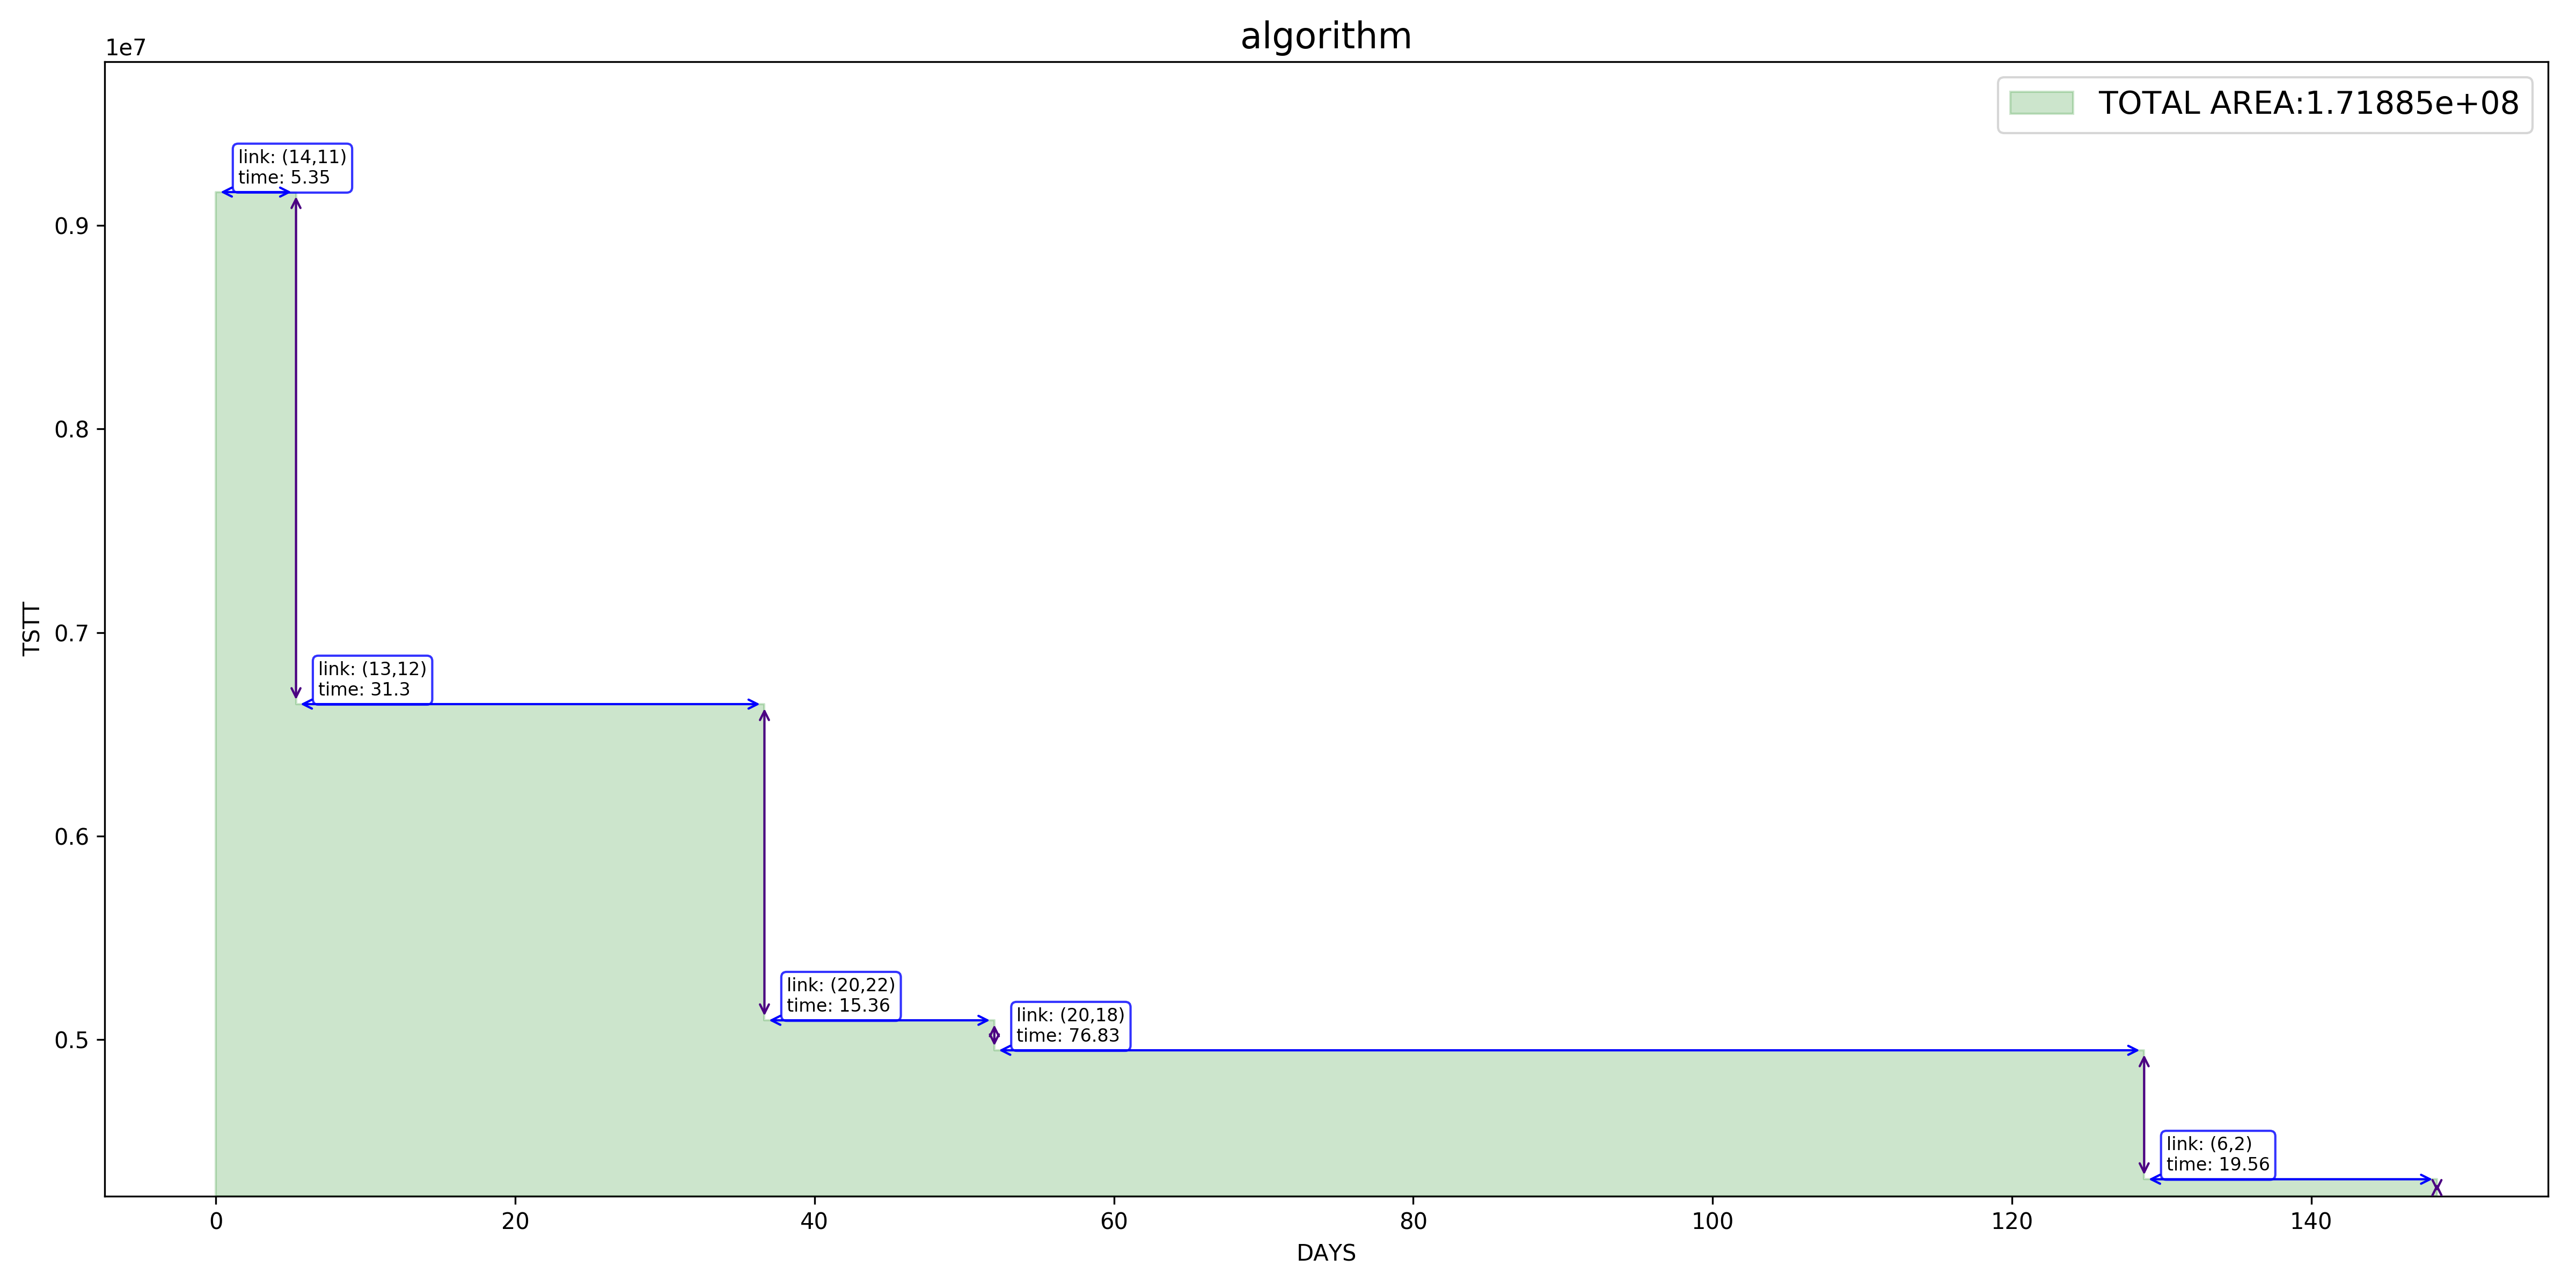 algorithm
1e7
TOTAL AREA:1.71885e+08
link: (14,11)
time: 5.35
0.9
0.8
0.7
TSTT
link: (13,12)
time: 31.3
0.6
link: (20,22)
time: 15.36
link: (20,18)
time: 76.83
0.5
link: (6,2)
time: 19.56
0 20 40 60 80 100 120 140
DAYS